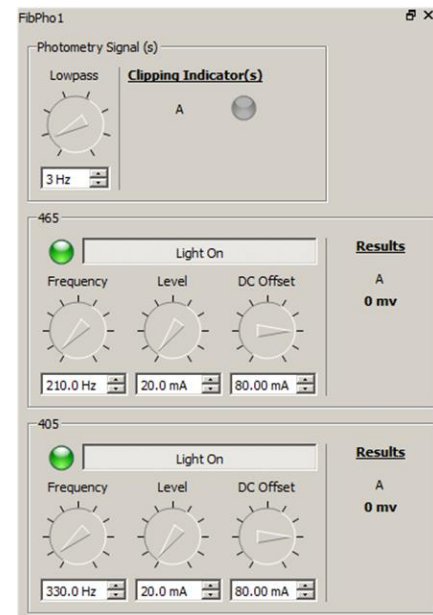 FibPho1
Photometry Signal (s)
Lowpass
Clipping Indicator(s)
A
3 Hz
465
Light On
Results
Frequency
Level
DC Offset
A
0 mv
210.0 Hz
20.0 mA
80.00 mA
405
Light On
Results
Frequency
Level
DC Offset
A
0 mv
330.0 Hz
20.0 mA
80.00 mA